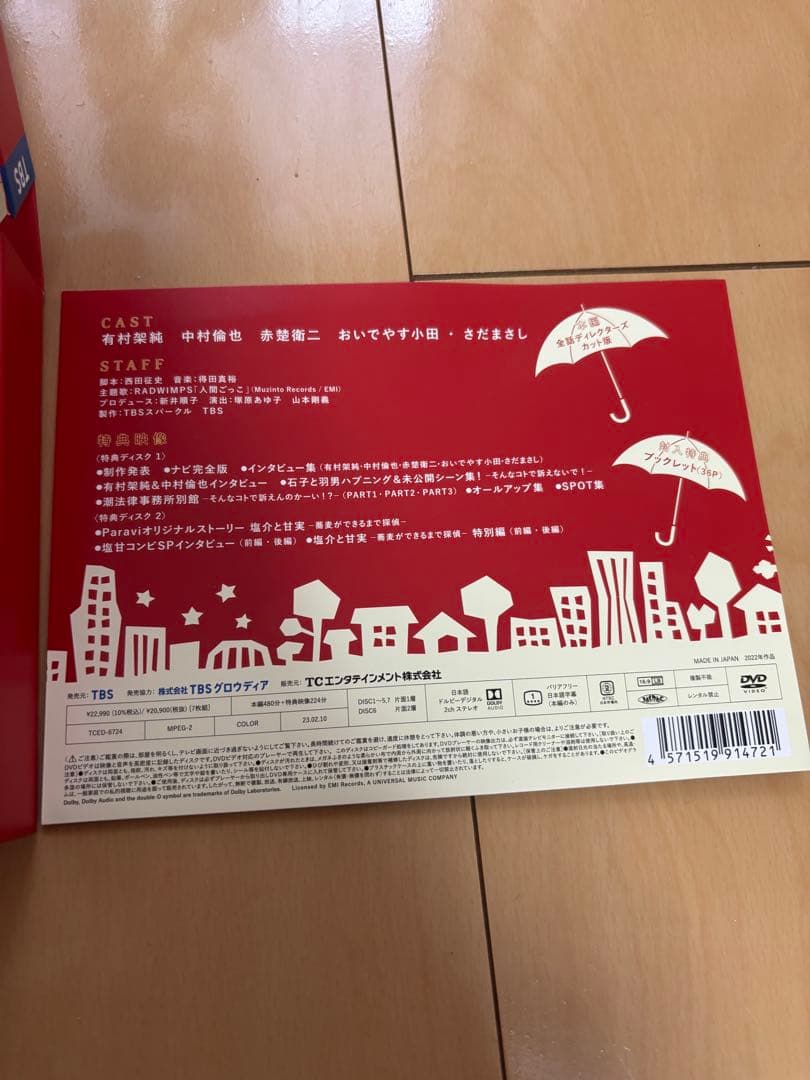 TBS
CAST
有村架純 中村倫也 赤楚衛二 おいでやす小田・さだまさし
STAFF
脚本：西田征史 音楽：得田真裕
主題歌：RADWIMPS「人間ごっこ」(Muzinto Records / EMI)
プロデュース：新井順子 演出：塚原あゆ子 山本剛義
製作：TBSスパークル TBS
本編
全話ディレクターズ
カット版
封入特典
ブックレット(36P)
特典映像
〈特典ディスク 1〉
●制作発表 ●ナビ完全版 ●インタビュー集（有村架純・中村倫也・赤楚衛二・おいでやす小田・さだまさし）
●有村架純&中村倫也インタビュー ●石子と羽男ハプニング&未公開シーン集！−そんなコトで訴えないで！−
●潮法律事務所別館 −そんなコトで訴えんのかーい！?−（PART1・PART2・PART3） ●オールアップ集 ●SPOT集
〈特典ディスク 2〉
●Paraviオリジナルストーリー 塩介と甘実 −蕎麦ができるまで探偵−
●塩甘コンビSPインタビュー（前編・後編） ●塩介と甘実 −蕎麦ができるまで探偵− 特別編（前編・後編）
MADE IN JAPAN 2022年作品
発売元：TBS 発売協力：株式会社TBSグロウディア 販売元：TCエンタテインメント株式会社
¥22,990 (10%税込)/ ¥20,900(税抜) [7枚組]
本編480分＋特典映像224分
TCED-6724
MPEG-2
COLOR
23.02.10
DISC1〜5,7 片面1層
DISC6 片面2層
日本語
ドルビーデジタル
2ch ステレオ
DOLBY
AUDIO
1
バリアフリー
日本語字幕
(本編のみ)
2
NTSC
16:9 LB
複製不能
レンタル禁止
DVD
VIDEO
4 571519 914721
Dolby, Dolby Audio and the double-D symbol are trademarks of Dolby Laboratories. Licensed by EMI Records, A UNIVERSAL MUSIC COMPANY